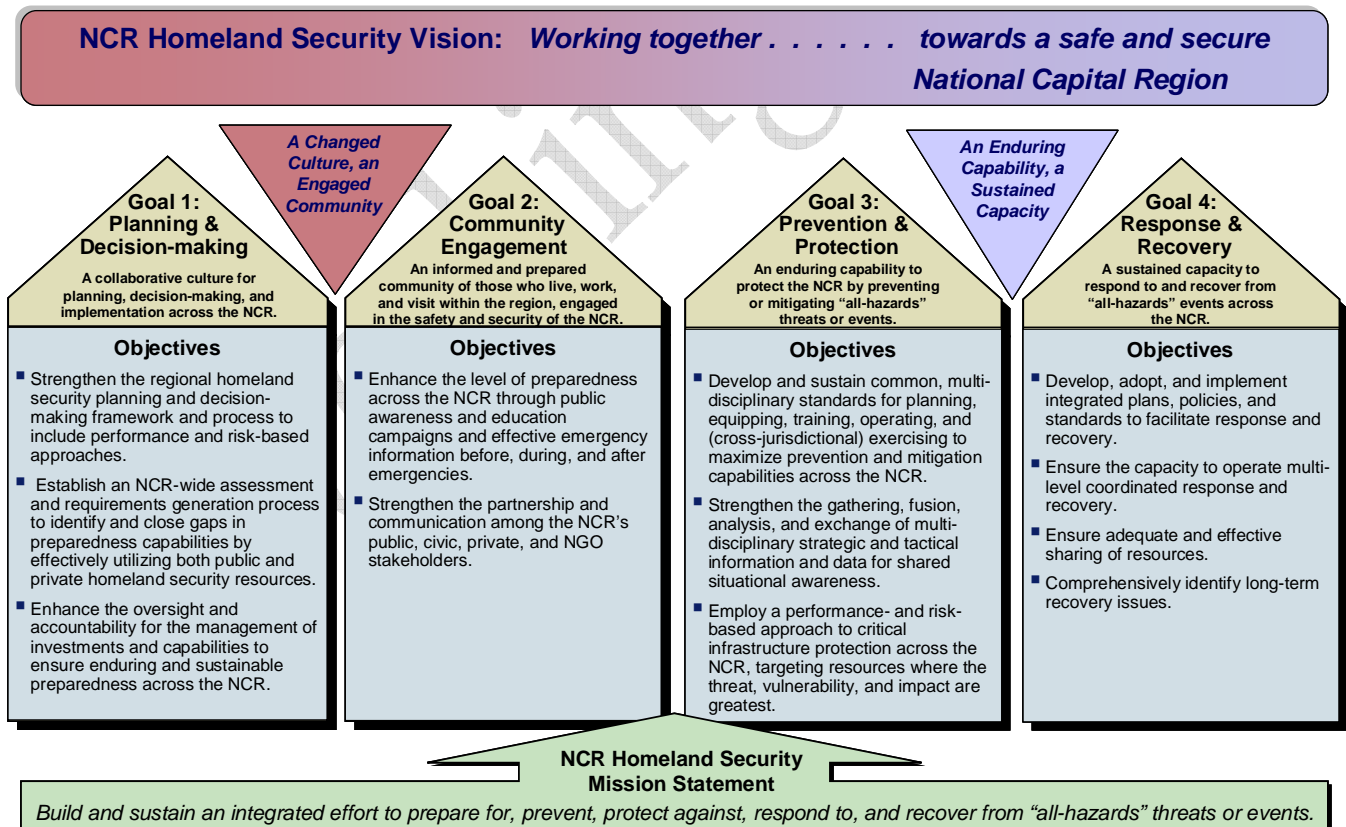 NCR Homeland Security Vision: Working together . . . . . . towards a safe and secure
National Capital Region
A Changed
Culture, an
Engaged
Community
An Enduring
Capability, a
Sustained
Capacity
Goal 1:
Planning &
Decision-making
A collaborative culture for
planning, decision-making, and
implementation across the NCR.
Objectives
▪ Strengthen the regional homeland
security planning and decision-
making framework and process to
include performance and risk-based
approaches.
▪ Establish an NCR-wide assessment
and requirements generation process
to identify and close gaps in
preparedness capabilities by
effectively utilizing both public and
private homeland security resources.
▪ Enhance the oversight and
accountability for the management of
investments and capabilities to
ensure enduring and sustainable
preparedness across the NCR.
Goal 2:
Community
Engagement
An informed and prepared
community of those who live, work,
and visit within the region, engaged
in the safety and security of the NCR.
Objectives
▪ Enhance the level of preparedness
across the NCR through public
awareness and education
campaigns and effective emergency
information before, during, and after
emergencies.
▪ Strengthen the partnership and
communication among the NCR's
public, civic, private, and NGO
stakeholders.
Goal 3:
Prevention &
Protection
An enduring capability to
protect the NCR by preventing
or mitigating “all-hazards”
threats or events.
Objectives
▪ Develop and sustain common, multi-
disciplinary standards for planning,
equipping, training, operating, and
(cross-jurisdictional) exercising to
maximize prevention and mitigation
capabilities across the NCR.
▪ Strengthen the gathering, fusion,
analysis, and exchange of multi-
disciplinary strategic and tactical
information and data for shared
situational awareness.
▪ Employ a performance- and risk-
based approach to critical
infrastructure protection across the
NCR, targeting resources where the
threat, vulnerability, and impact are
greatest.
Goal 4:
Response &
Recovery
A sustained capacity to
respond to and recover from
“all-hazards” events across
the NCR.
Objectives
▪ Develop, adopt, and implement
integrated plans, policies, and
standards to facilitate response and
recovery.
▪ Ensure the capacity to operate multi-
level coordinated response and
recovery.
▪ Ensure adequate and effective
sharing of resources.
▪ Comprehensively identify long-term
recovery issues.
NCR Homeland Security
Mission Statement
Build and sustain an integrated effort to prepare for, prevent, protect against, respond to, and recover from “all-hazards” threats or events.